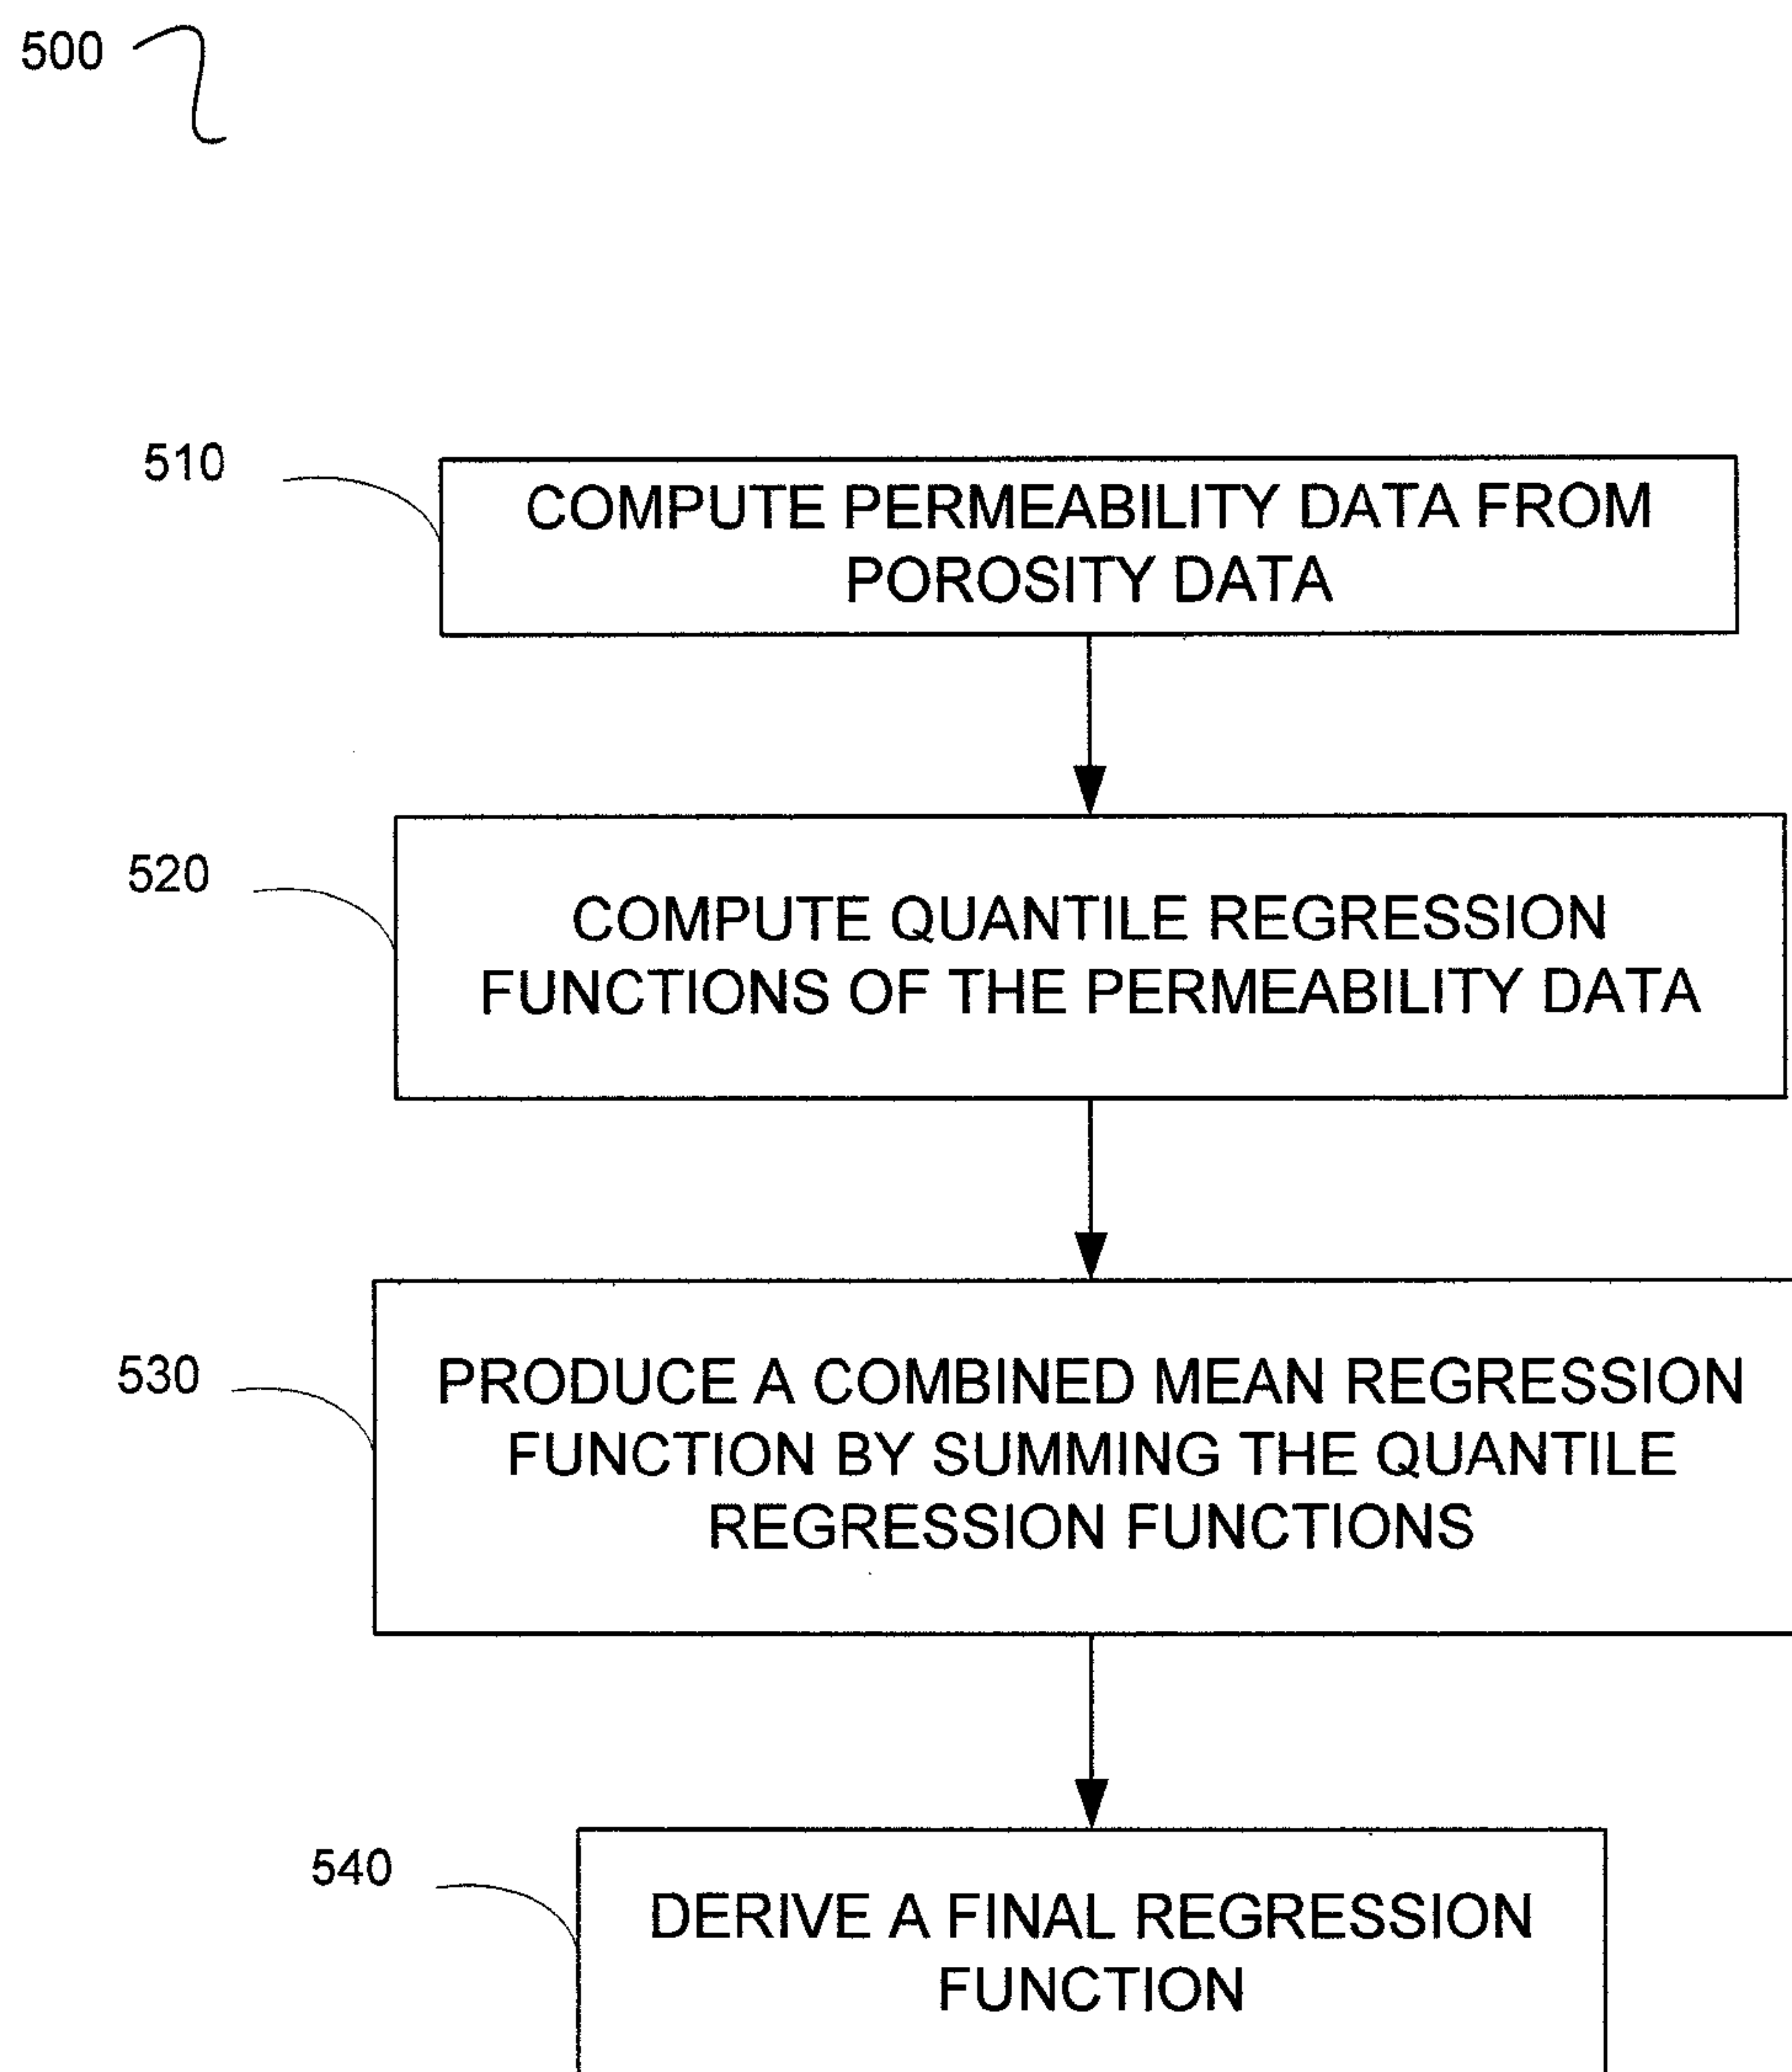 500
510
COMPUTE PERMEABILITY DATA FROM
POROSITY DATA
520
COMPUTE QUANTILE REGRESSION
FUNCTIONS OF THE PERMEABILITY DATA
530
PRODUCE A COMBINED MEAN REGRESSION
FUNCTION BY SUMMING THE QUANTILE
REGRESSION FUNCTIONS
540
DERIVE A FINAL REGRESSION
FUNCTION